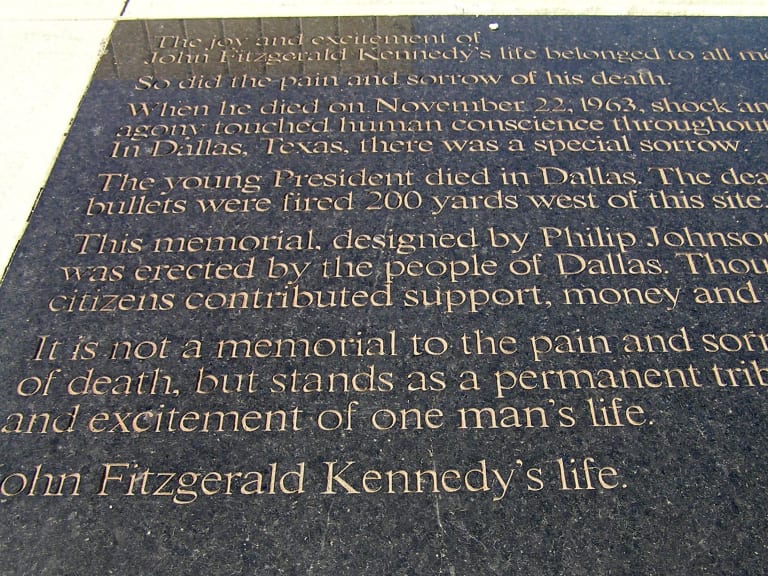 The joy and excitement of
John Fitzgerald Kennedy's life belonged to all
So did the pain and sorrow of his death.
When he died on November 22, 1963, shock
agony touched human conscience throughout
In Dallas, Texas, there was a special sorrow.
The young President died in Dallas. The
bullets were fired 200 yards west of this site.
This memorial, designed by Philip Johnson
was erected by the people of Dallas.
citizens contributed support, money and
It is not a memorial to the pain and
of death, but stands as a permanent
and excitement of one man's life.
John Fitzgerald Kennedy's life.